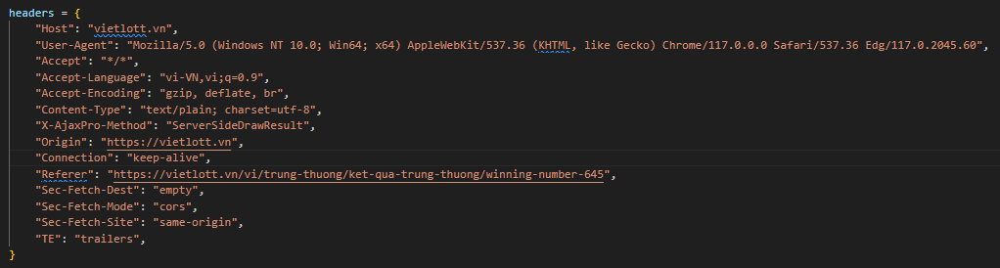 headers = {
"Host": "vietlott.vn",
"User-Agent": "Mozilla/5.0 (Windows NT 10.0; Win64; x64) AppleWebKit/537.36 (KHTML, like Gecko) Chrome/117.0.0.0 Safari/537.36 Edg/117.0.2045.60",
"Accept": "*/*",
"Accept-Language": "vi-VN,vi;q=0.9",
"Accept-Encoding": "gzip, deflate, br",
"Content-Type": "text/plain; charset=utf-8",
"X-AjaxPro-Method": "ServerSideDrawResult",
"Origin": "https://vietlott.vn",
"Connection": "keep-alive",
"Referer": "https://vietlott.vn/vi/trung-thuong/ket-qua-trung-thuong/winning-number-645",
"Sec-Fetch-Dest": "empty",
"Sec-Fetch-Mode": "cors",
"Sec-Fetch-Site": "same-origin",
"TE": "trailers",
}